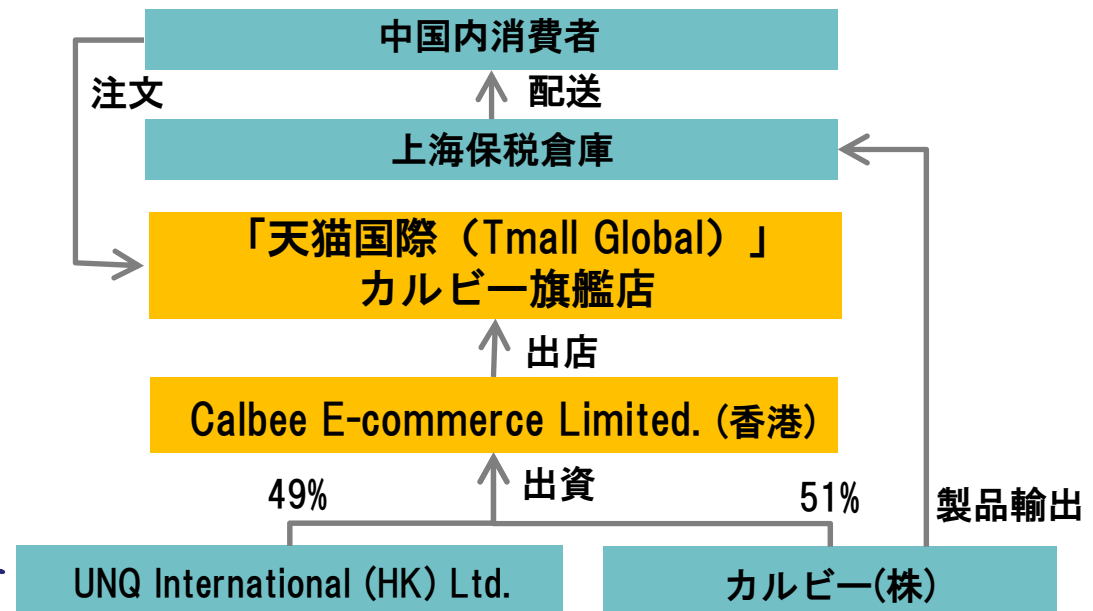 中国内消費者
注文
配送
上海保税倉庫
「天猫国際（Tmall Global）」
カルビー旗艦店
出店
Calbee E-commerce Limited. (香港)
49%
出資
51%
製品輸出
UNQ International (HK) Ltd.
カルビー(株)